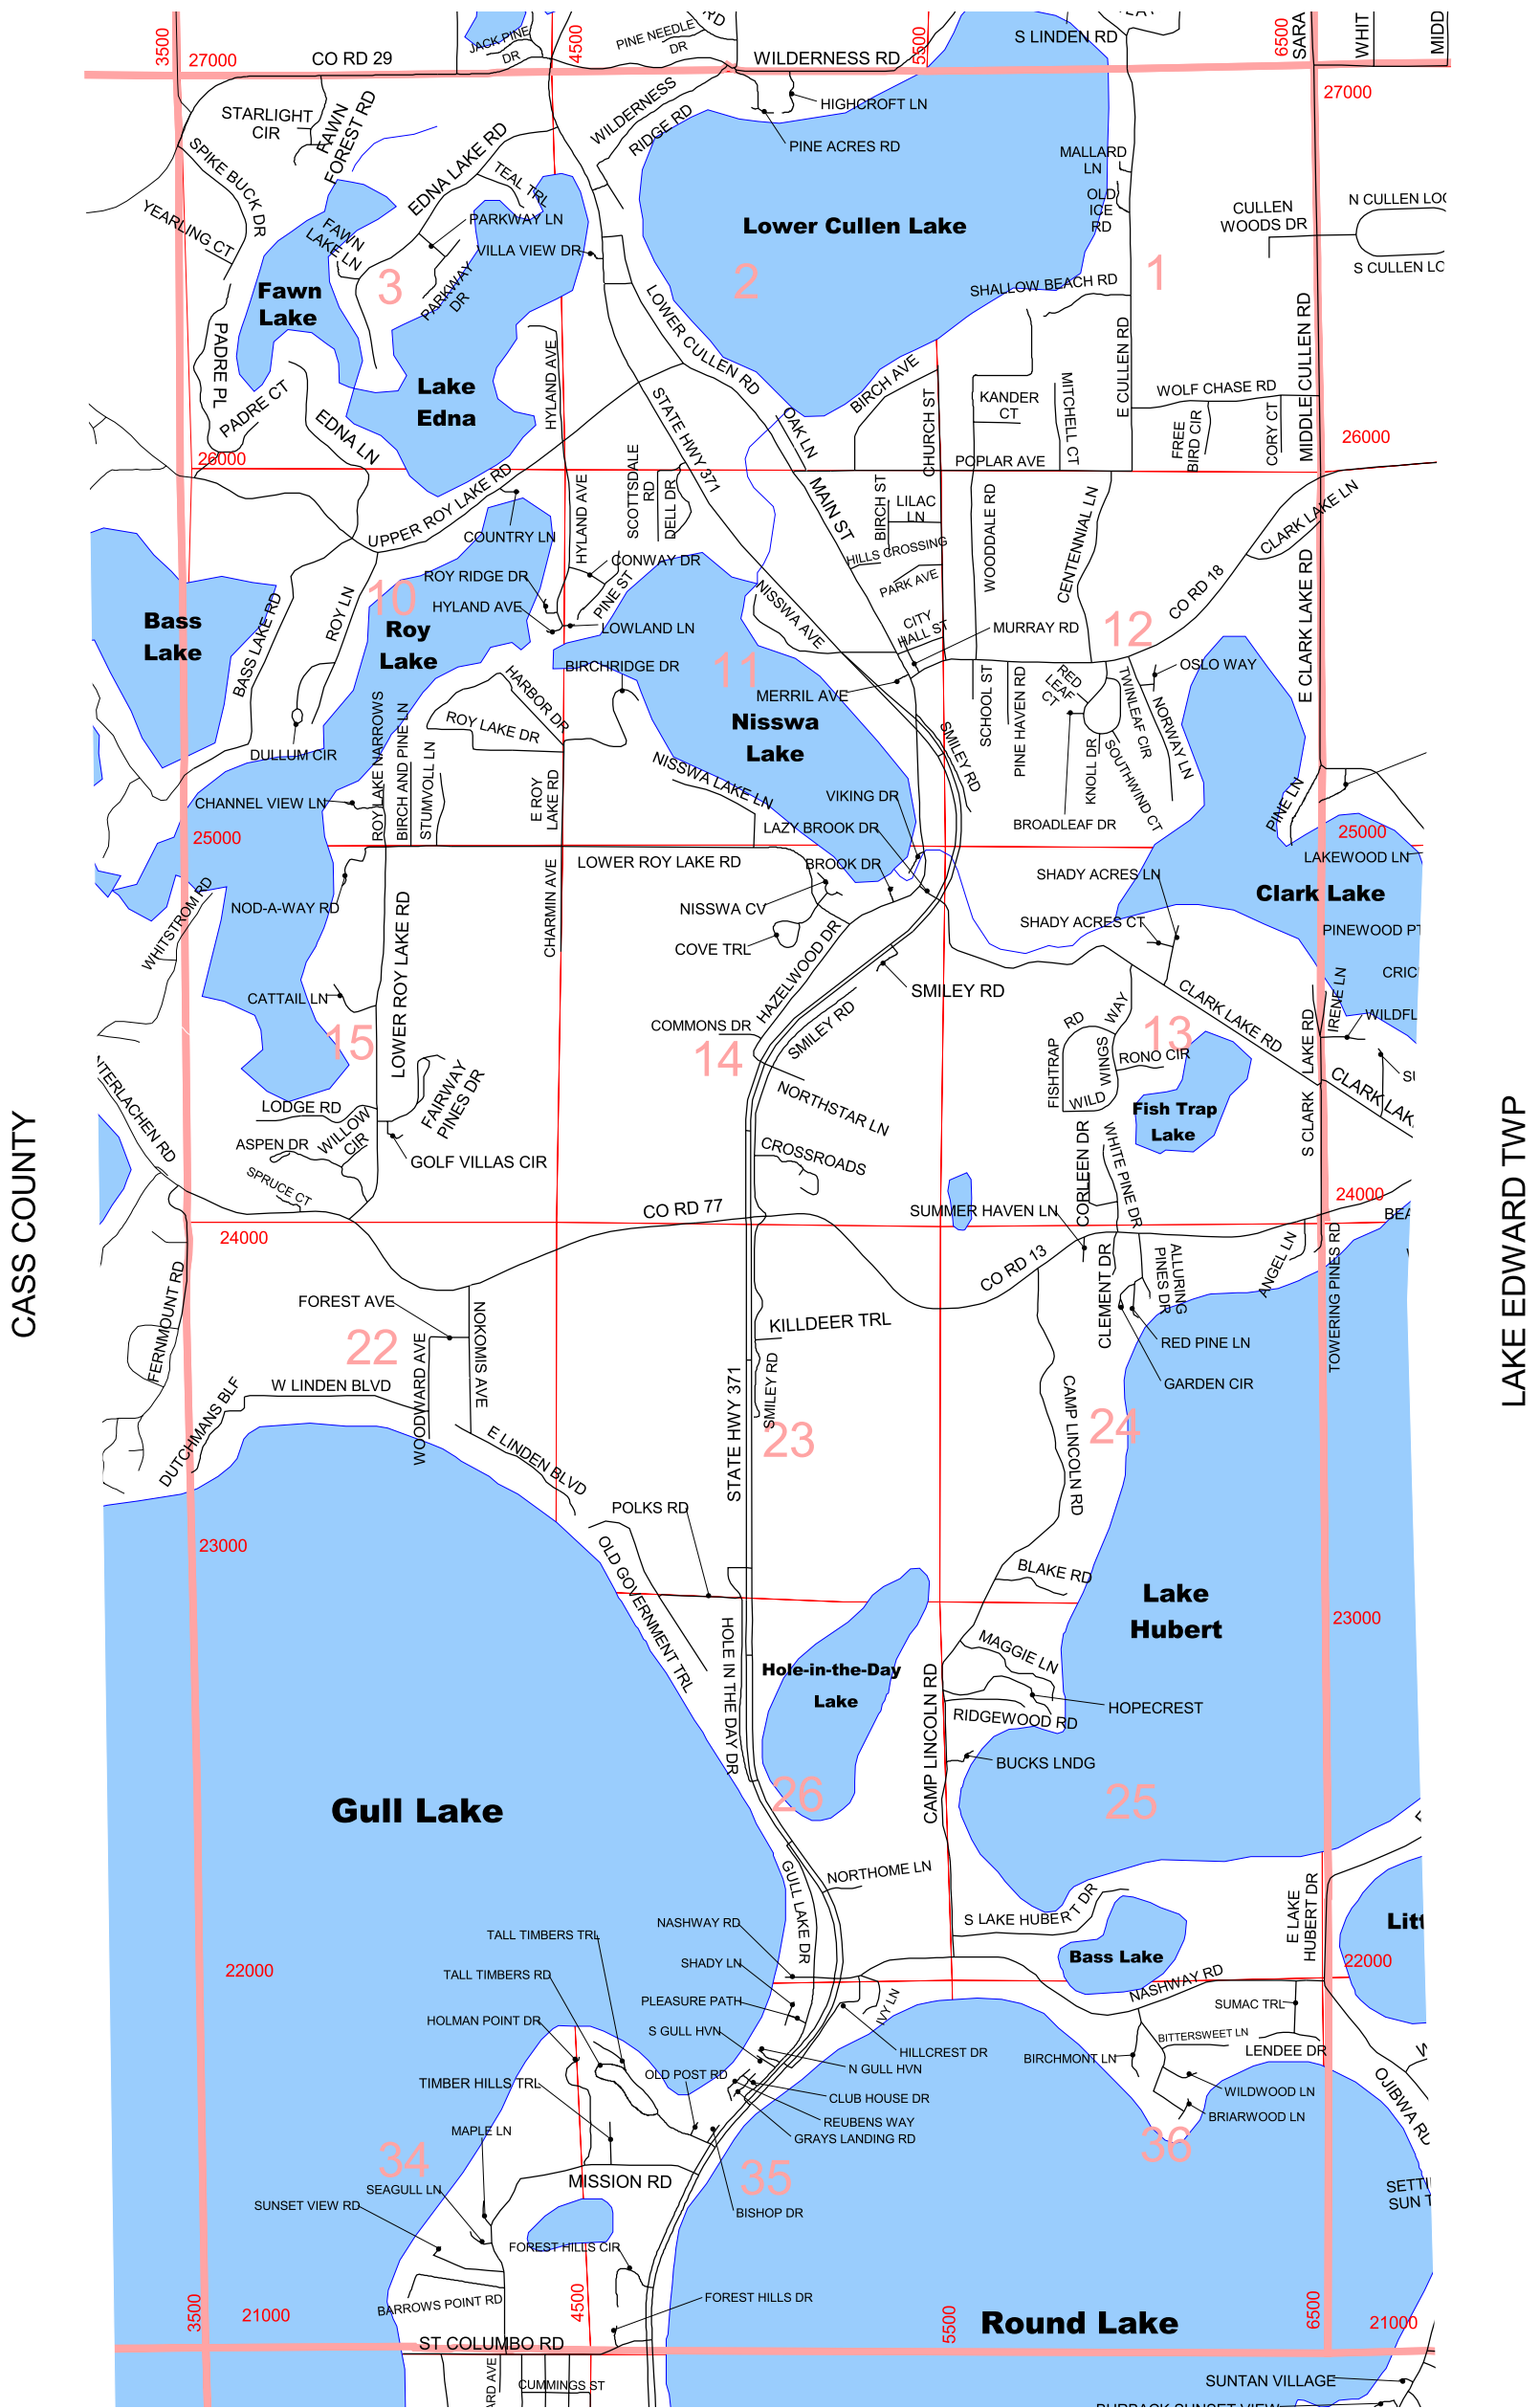 3500
27000
CO RD 29
JACK PINE
DR
4500
PINE NEEDLE
DR
RD
WILDERNESS RD
5500
S LINDEN RD
6500
SARA
WHIT
MIDD
27000
STARLIGHT
CIR
FAWN
FOREST RD
WILDERNESS
RIDGE RD
HIGHCROFT LN
PINE ACRES RD
SPIKE BUCK DR
EDNA LAKE RD
TEAL TRL
MALLARD
LN
OLD
ICE
RD
YEARLING CT
FAWN
LAKE LN
PARKWAY LN
VILLA VIEW DR
Lower Cullen Lake
CULLEN
WOODS DR
N CULLEN LOO
S CULLEN LO
3
2
1
PARKWAY
DR
Fawn
Lake
SHALLOW BEACH RD
LOWER CULLEN RD
PADRE PL
Lake
Edna
HYLAND AVE
STATE HWY 371
BIRCH AVE
CHURCH ST
KANDER
CT
MITCHELL CT
E CULLEN RD
WOLF CHASE RD
FREE
BIRD CIR
CORY CT
MIDDLE CULLEN RD
PADRE CT
EDNA LN
OAK LN
26000
POPLAR AVE
26000
UPPER ROY LAKE RD
COUNTRY LN
HYLAND AVE
SCOTTSDALE
RD
DELL DR
MAIN ST
BIRCH ST
LILAC
LN
WOODDALE RD
CENTENNIAL LN
CLARK LAKE LN
HILLS CROSSING
PARK AVE
CO RD 18
E CLARK LAKE RD
ROY RIDGE DR
CONWAY DR
10
HYLAND AVE
PINE ST
LOWLAND LN
NISSWA AVE
CITY
HALL ST
MURRAY RD
12
Bass
Lake
BASS LAKE RD
ROY LN
Roy
Lake
BIRCHRIDGE DR
11
MERRIL AVE
OSLO WAY
HARBOR DR
ROY LAKE DR
Nisswa
Lake
SCHOOL ST
PINE HAVEN RD
RED
LEAF
CT
TWINLEAF CIR
NORWAY LN
DULLUM CIR
ROY LAKE NARROWS
BIRCH AND PINE LN
STUMVOLL LN
SMILEY RD
KNOLL DR
SOUTHWIND CT
NISSWA LAKE LN
E ROY
LAKE RD
VIKING DR
CHANNEL VIEW LN
LAZY BROOK DR
BROADLEAF DR
PINE LN
25000
25000
LOWER ROY LAKE RD
BROOK DR
LAKEWOOD LN
CHARMIN AVE
SHADY ACRES LN
Clark Lake
WHITSTROM RD
NOD-A-WAY RD
NISSWA CV
SHADY ACRES CT
PINEWOOD PT
COVE TRL
LOWER ROY LAKE RD
HAZELWOOD DR
CRIC
CATTAIL LN
SMILEY RD
CLARK LAKE RD
IRENE LN
WILDFL
COMMONS DR
SMILEY RD
15
14
13
FISHTRAP
RD
WILD
WINGS
WAY
RONO CIR
S CLARK
LAKE RD
CLARK LAK
FAIRWAY
PINES DR
NORTHSTAR LN
Fish Trap
Lake
LODGE RD
WILLOW
CIR
ASPEN DR
GOLF VILLAS CIR
CROSSROADS
CORLEEN DR
WHITE PINE DR
SPRUCE CT
CO RD 77
SUMMER HAVEN LN
24000
24000
CASS COUNTY
LAKE EDWARD TWP
CO RD 13
CLEMENT DR
ALLURING
PINES DR
ANGEL LN
TOWERING PINES RD
BEA
FERNMOUNT RD
FOREST AVE
NOKOMIS AVE
KILLDEER TRL
RED PINE LN
22
W LINDEN BLVD
WOODWARD AVE
STATE HWY 371
SMILEY RD
GARDEN CIR
DUTCHMANS BLF
23
CAMP LINCOLN RD
24
E LINDEN BLVD
POLKS RD
23000
OLD GOVERNMENT TRL
BLAKE RD
Lake
Hubert
23000
HOLE IN THE DAY DR
Hole-in-the-Day
Lake
MAGGIE LN
HOPECREST
CAMP LINCOLN RD
RIDGEWOOD RD
BUCKS LNDG
Gull Lake
26
25
GULL LAKE DR
NORTHOME LN
S LAKE HUBERT DR
E LAKE
HUBERT DR
Litt
NASHWAY RD
TALL TIMBERS TRL
Bass Lake
SHADY LN
22000
22000
TALL TIMBERS RD
NASHWAY RD
PLEASURE PATH
IVY LN
SUMAC TRL
HOLMAN POINT DR
S GULL HVN
HILLCREST DR
BITTERSWEET LN
LENDEE DR
BIRCHMONT LN
N GULL HVN
OLD POST RD
TIMBER HILLS TRL
CLUB HOUSE DR
WILDWOOD LN
OJIBWA RD
REUBENS WAY
BRIARWOOD LN
MAPLE LN
GRAYS LANDING RD
34
35
36
MISSION RD
SEAGULL LN
SETTI
SUN T
SUNSET VIEW RD
BISHOP DR
FOREST HILLS CIR
BARROWS POINT RD
FOREST HILLS DR
3500
21000
4500
5500
Round Lake
6500
21000
ST COLUMBO RD
ARD AVE
CUMMINGS ST
SUNTAN VILLAGE